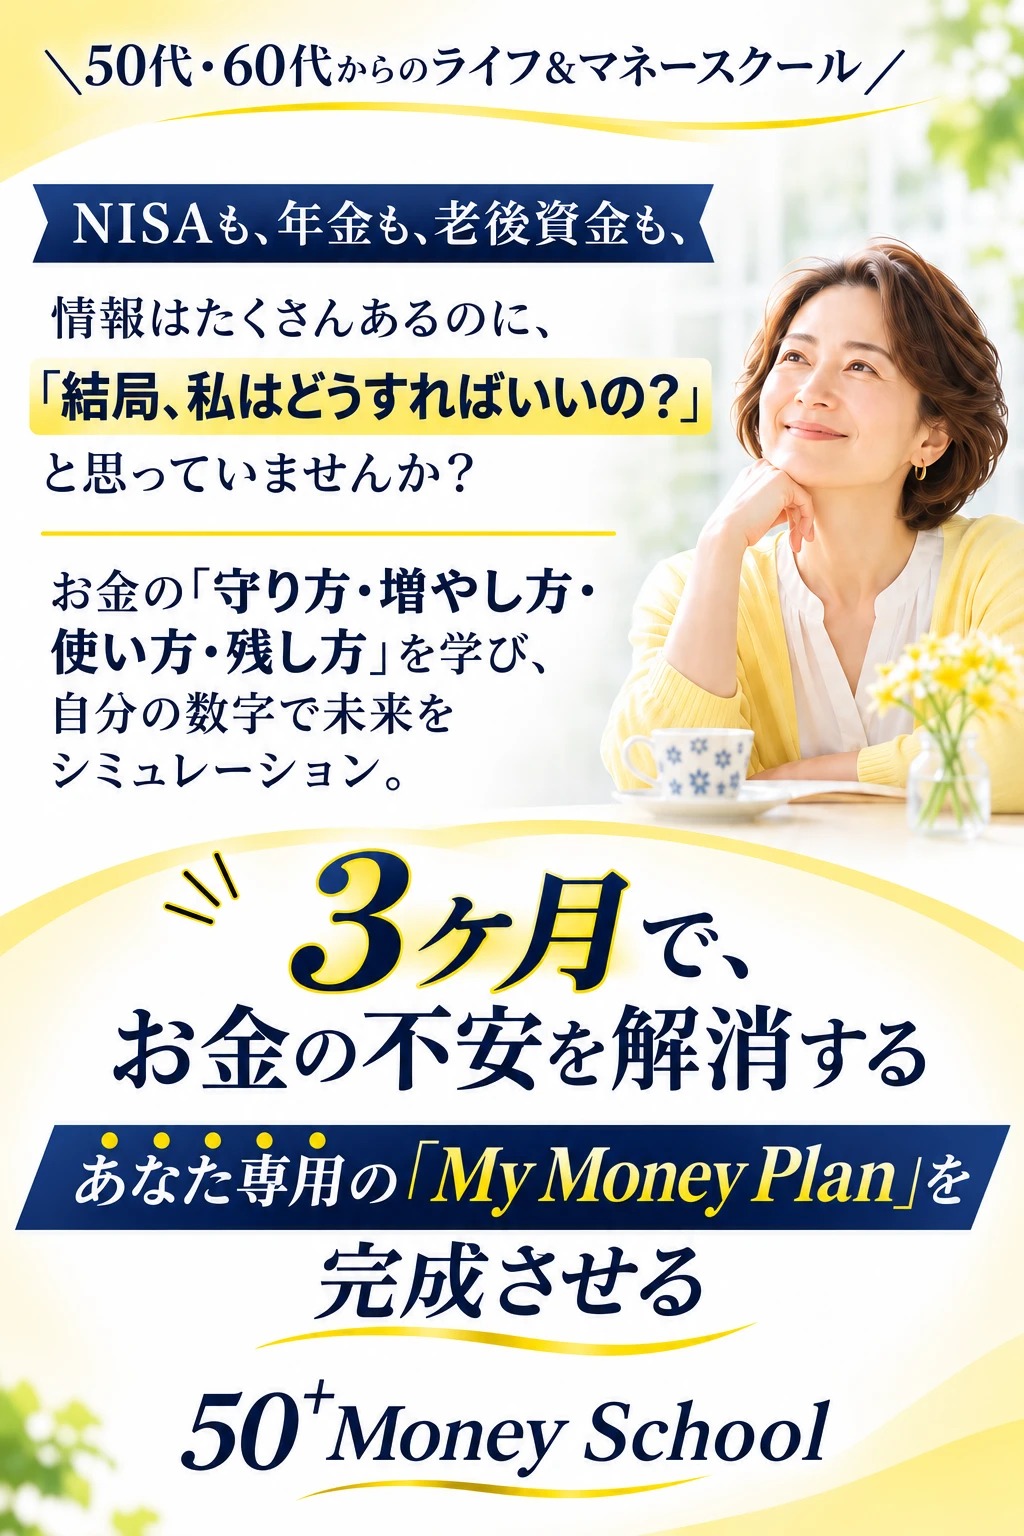 \50代・60代からのライフ&マネースクール/
NISAも、年金も、老後資金も、
情報はたくさんあるのに、
「結局、私はどうすればいいの？」
と思っていませんか？
お金の「守り方・増やし方・
使い方・残し方」を学び、
自分の数字で未来を
シミュレーション。
3ヶ月で、
お金の不安を解消する
あなた専用の「My Money Plan」を
完成させる
50+ Money School